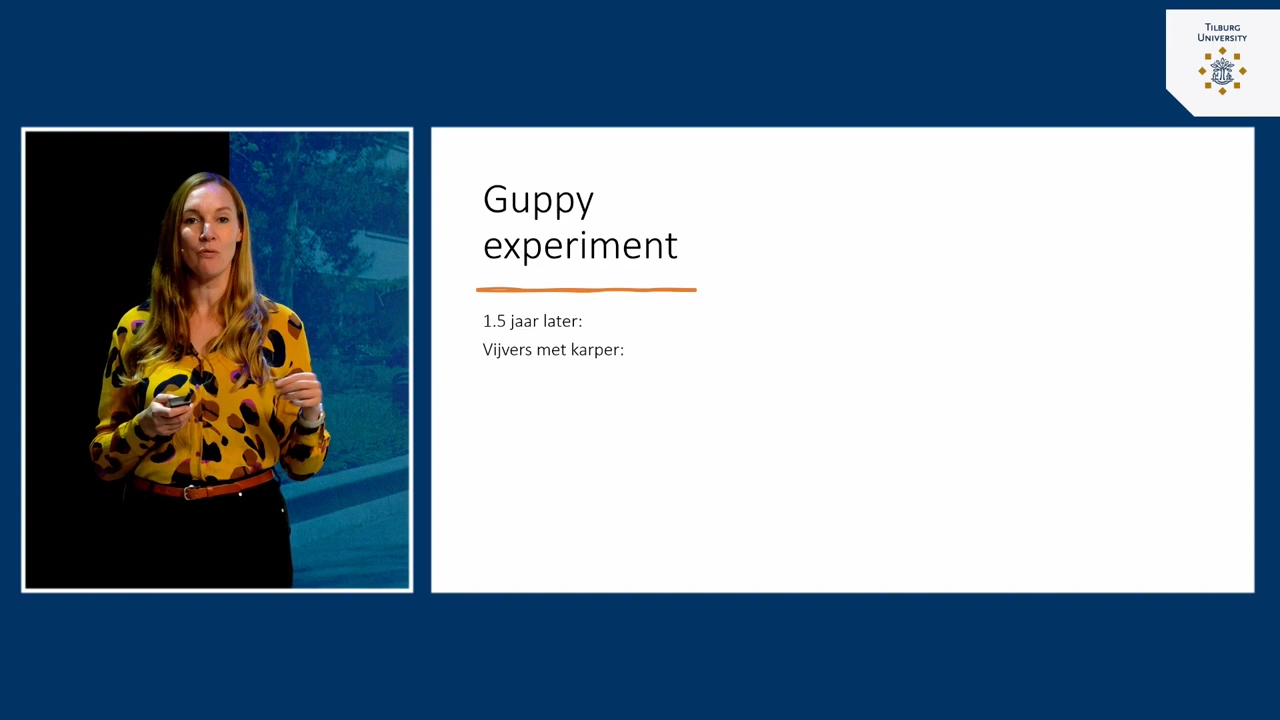 TILBURG
UNIVERSITY
Guppy
experiment
1.5 jaar later:
Vijvers met karper: